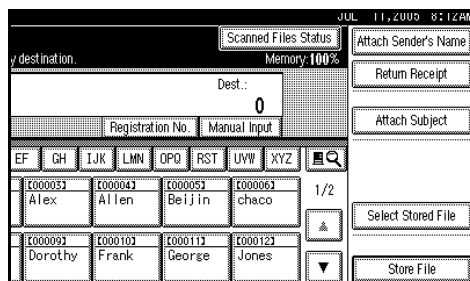 JUL 11,2005 8:12AM
Scanned Files Status
Attach Sender's Name
y destination.
Memory:100%
Return Receipt
Dest.:
0
Attach Subject
Registration No.
Manual Input
EF GH IJK LMN OPQ RST UVW XYZ
[00003] [00004] [00005] [00006]
Alex Allen Beijin chaco
1/2
Select Stored File
[00009] [00010] [00011] [00012]
Dorothy Frank George Jones
Store File